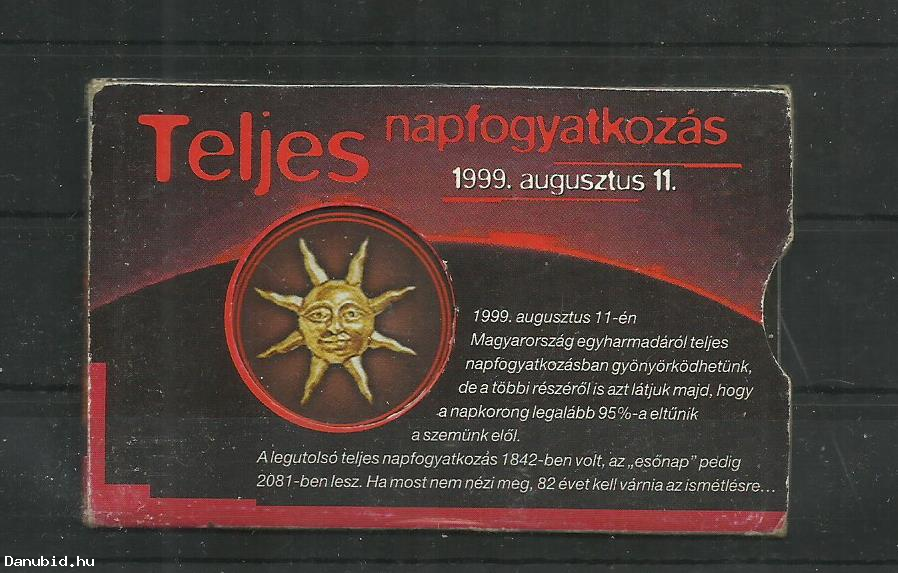 Teljes napfogyatkozás
1999. augusztus 11.
1999. augusztus 11-én
Magyarország egyharmadáról teljes
napfogyatkozásban gyönyörködhetünk,
de a többi részéről is azt látjuk majd, hogy
a napkorong legalább 95%-a eltűnik
a szemünk elől.
A legutolsó teljes napfogyatkozás 1842-ben volt, az „esőnap” pedig
2081-ben lesz. Ha most nem nézi meg, 82 évet kell várnia az ismétlésre...
Danubid.hu